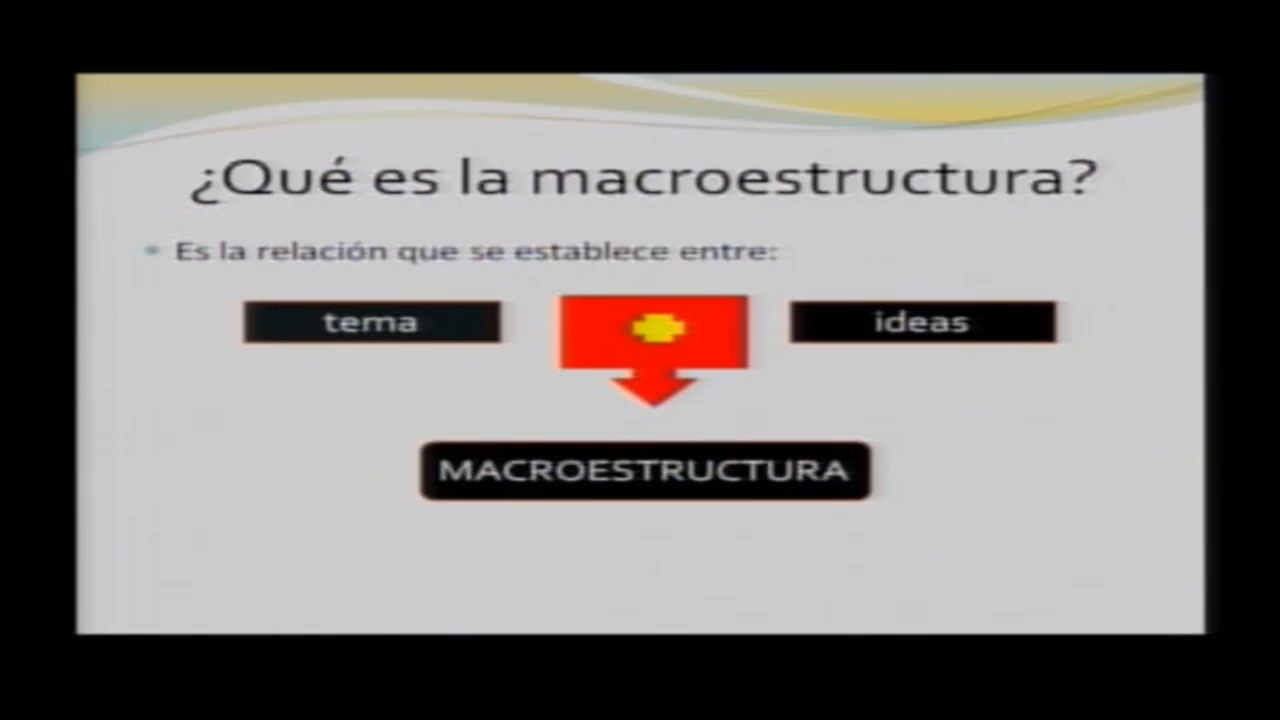 ¿Qué es la macroestructura?
Es la relación que se establece entre:
tema
ideas
MACROESTRUCTURA